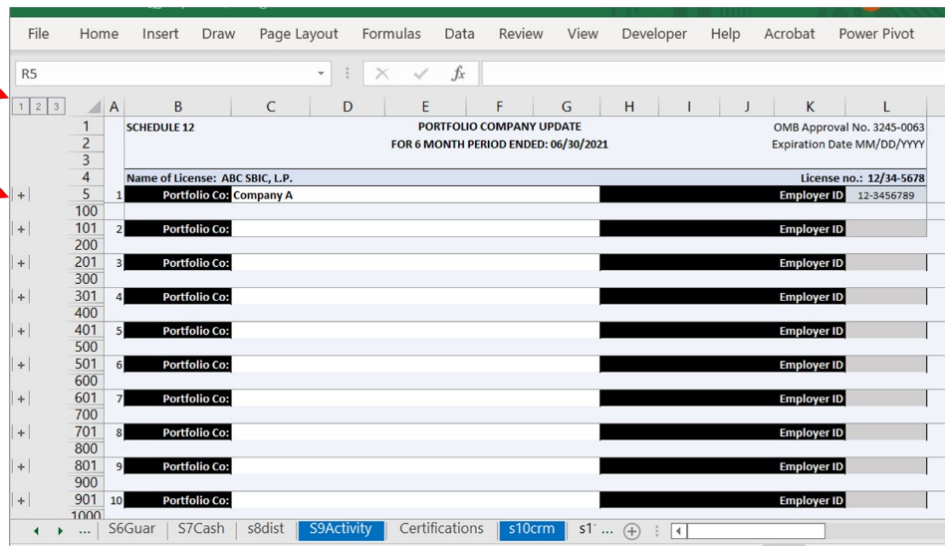 File Home Insert Draw Page Layout Formulas Data Review View Developer Help Acrobat Power Pivot
R5 fx
1 2 3 A B C D E F G H I J K L
1 SCHEDULE 12 PORTFOLIO COMPANY UPDATE OMB Approval No. 3245-0063
2 FOR 6 MONTH PERIOD ENDED: 06/30/2021 Expiration Date MM/DD/YYYY
3
4 Name of License: ABC SBIC, L.P. License no.: 12/34-5678
+ 5 1 Portfolio Co: Company A Employer ID 12-3456789
100
+ 101 2 Portfolio Co: Employer ID
200
+ 201 3 Portfolio Co: Employer ID
300
+ 301 4 Portfolio Co: Employer ID
400
+ 401 5 Portfolio Co: Employer ID
500
+ 501 6 Portfolio Co: Employer ID
600
+ 601 7 Portfolio Co: Employer ID
700
+ 701 8 Portfolio Co: Employer ID
800
+ 801 9 Portfolio Co: Employer ID
900
+ 901 10 Portfolio Co: Employer ID
1000
... S6Guar S7Cash s8dist S9Activity Certifications s10crm s1 ...